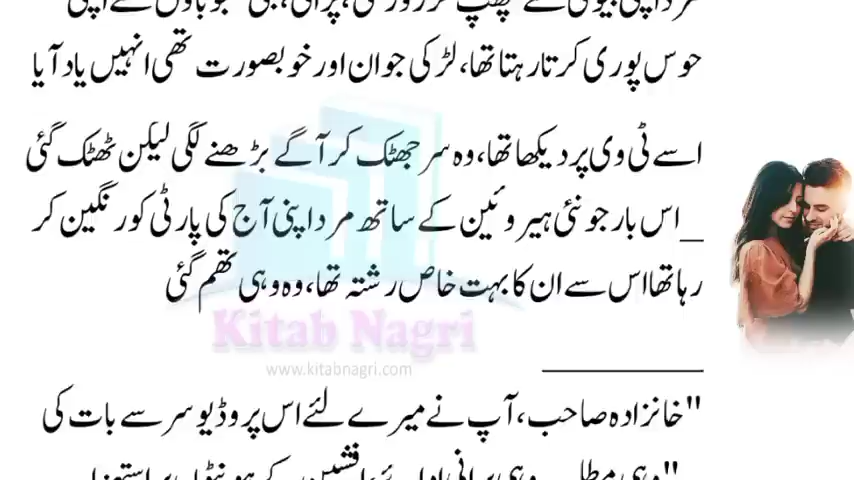 حوس پوری کرتا رہتا تھا، لڑکی جوان اور خوبصورت تھی انہیں یاد آیا
اسے ٹی وی پر دیکھا تھا، وہ سر جھٹک کر آگے بڑھنے لگی لیکن ٹھٹک گئی
_اس بار جو نئی ہیروئین کے ساتھ مرد اپنی آج کی پارٹی کو رنگین کر
رہا تھا اس سے ان کا بہت خاص رشتہ تھا، وہ وہی تھم گئی
Kitab Nagri
www.kitabnagri.com
"خانزادہ صاحب، آپ نے میرے لئے اس پروڈیوسر سے بات کی